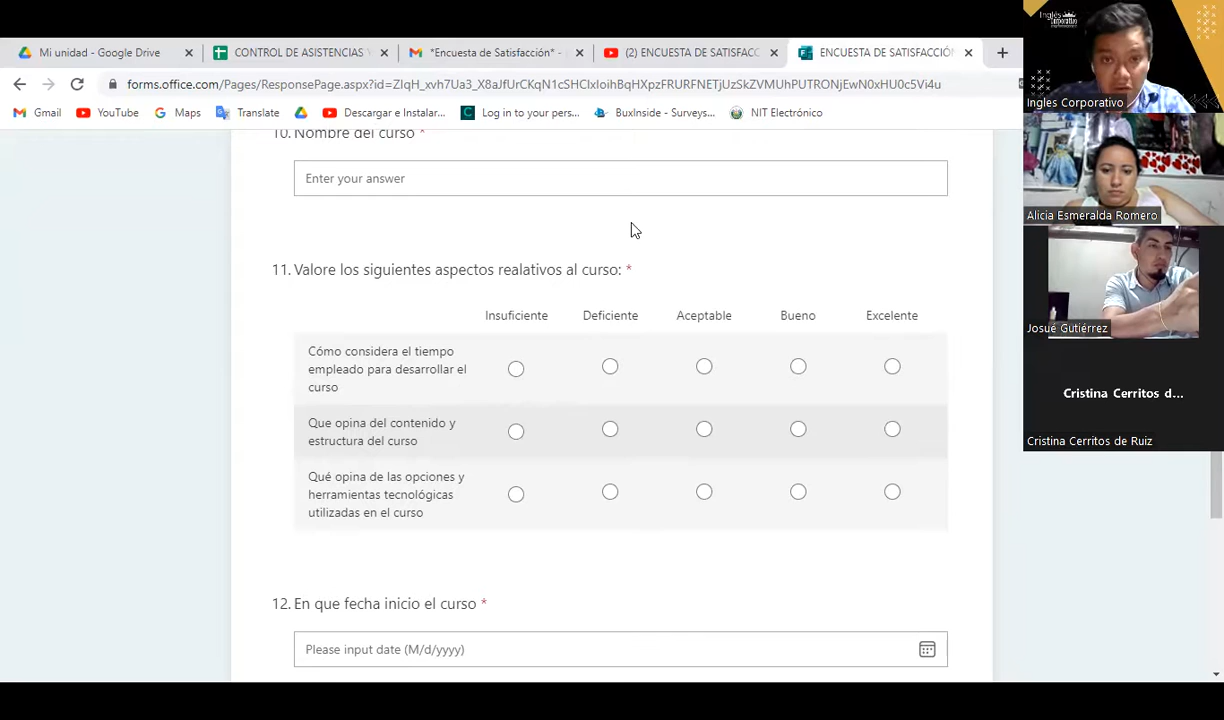 Mi unidad - Google Drive
CONTROL DE ASISTENCIAS Y
*Encuesta de Satisfacción* -
(2) ENCUESTA DE SATISFACC
ENCUESTA DE SATISFACCIÓN
forms.office.com/Pages/ResponsePage.aspx?id=ZIqH_xvh7Ua3_X8aJfUrCKqN1cSHCIxIoihBqHXpzFRURFNETjUzSkZVMUhPUTRONjEwN0xHU0c5Vi4u
Gmail
YouTube
Maps
Translate
Descargar e Instalar...
Log in to your pers...
BuxInside - Surveys...
NIT Electrónico
10. Nombre del curso *
Enter your answer
11. Valore los siguientes aspectos realativos al curso: *
Insuficiente Deficiente Aceptable Bueno Excelente
Cómo considera el tiempo
empleado para desarrollar el
curso
Que opina del contenido y
estructura del curso
Qué opina de las opciones y
herramientas tecnológicas
utilizadas en el curso
12. En que fecha inicio el curso *
Please input date (M/d/yyyy)
Inglés
Corporativo
Ingles Corporativo
Alicia Esmeralda Romero
Josué Gutiérrez
Cristina Cerritos d...
Cristina Cerritos de Ruiz